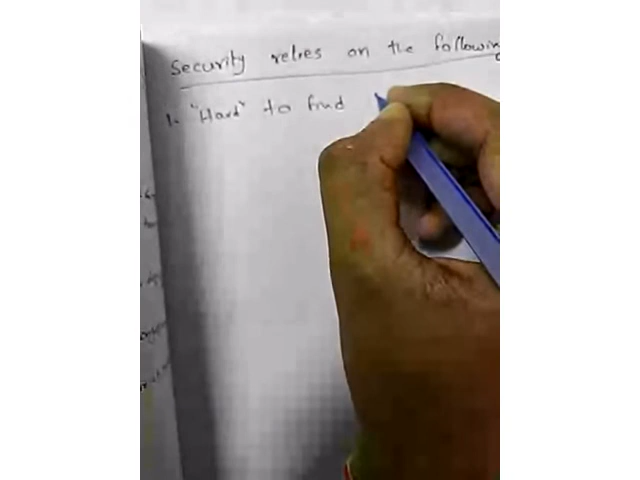 Security relies on the following
1. "Hard" to find